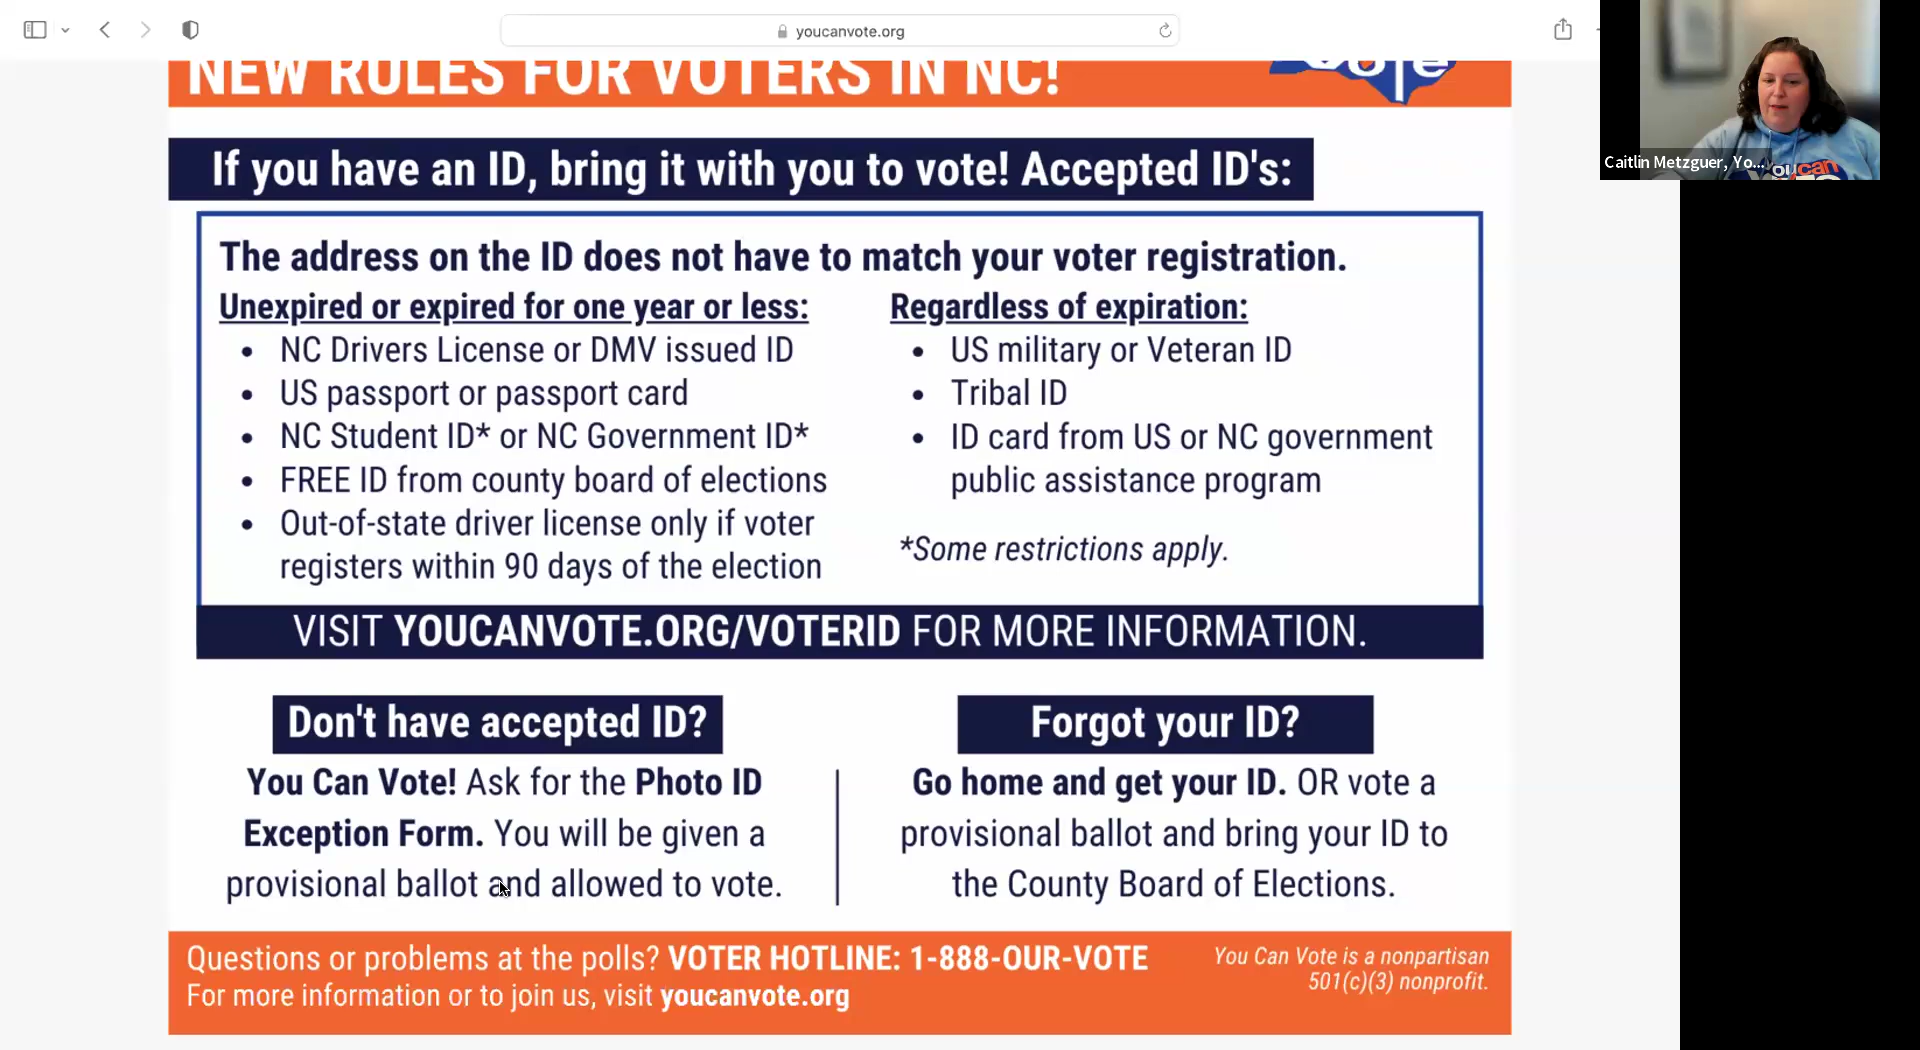 youcanvote.org
NEW RULES FOR VOTERS IN NC!
vote
If you have an ID, bring it with you to vote! Accepted ID's:
The address on the ID does not have to match your voter registration.
Unexpired or expired for one year or less:
• NC Drivers License or DMV issued ID
• US passport or passport card
• NC Student ID* or NC Government ID*
• FREE ID from county board of elections
• Out-of-state driver license only if voter
registers within 90 days of the election
Regardless of expiration:
• US military or Veteran ID
• Tribal ID
• ID card from US or NC government
public assistance program
*Some restrictions apply.
VISIT YOUCANVOTE.ORG/VOTERID FOR MORE INFORMATION.
Don't have accepted ID?
You Can Vote! Ask for the Photo ID
Exception Form. You will be given a
provisional ballot and allowed to vote.
Forgot your ID?
Go home and get your ID. OR vote a
provisional ballot and bring your ID to
the County Board of Elections.
Questions or problems at the polls? VOTER HOTLINE: 1-888-OUR-VOTE
For more information or to join us, visit youcanvote.org
You Can Vote is a nonpartisan
501(c)(3) nonprofit.
Caitlin Metzguer, Yo...
youcan